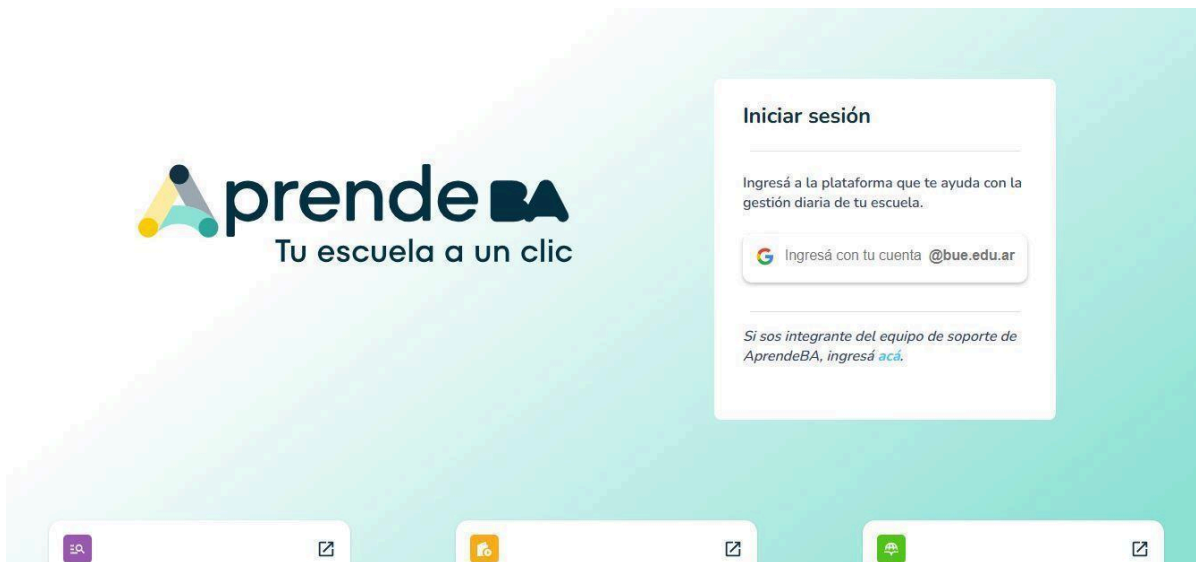 AprendeBA
Tu escuela a un clic
Iniciar sesión
Ingresá a la plataforma que te ayuda con la
gestión diaria de tu escuela.
Ingresá con tu cuenta @bue.edu.ar
Si sos integrante del equipo de soporte de
AprendeBA, ingresá acá.